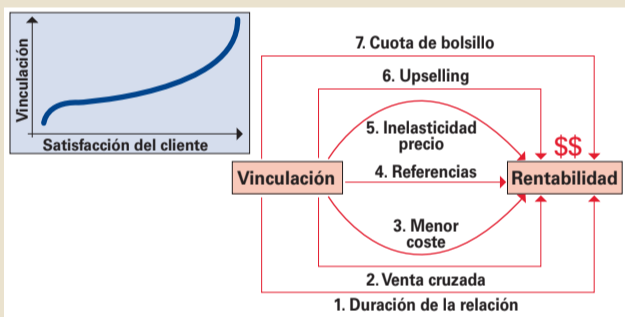 Vinculación
Satisfacción del cliente
7. Cuota de bolsillo
6. Upselling
5. Inelasticidad
precio
$$
Vinculación
4. Referencias
Rentabilidad
3. Menor
coste
2. Venta cruzada
1. Duración de la relación